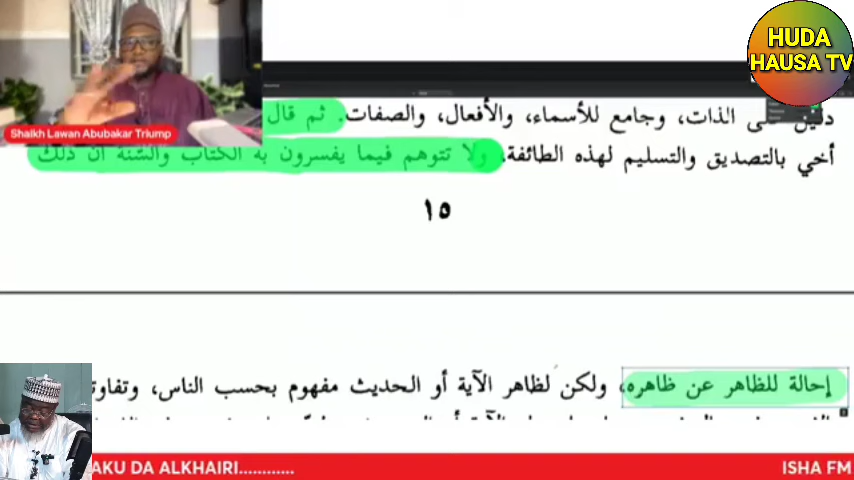 HUDA
HAUSA TV
Shaikh Lawan Abubakar Triump
الذات، وجامع للأسماء، والأفعال، والصفات. ثم قال
أخي بالتصديق والتسليم لهذه الطائفة. ولا تتوهم فيما يفسرون به الكتاب والسنة أن ذلك
١٥
إحالة للظاهر عن ظاهره، ولكن لظاهر الآية أو الحديث مفهوم بحسب الناس،
AKU DA ALKHAIRI............
ISHA FM